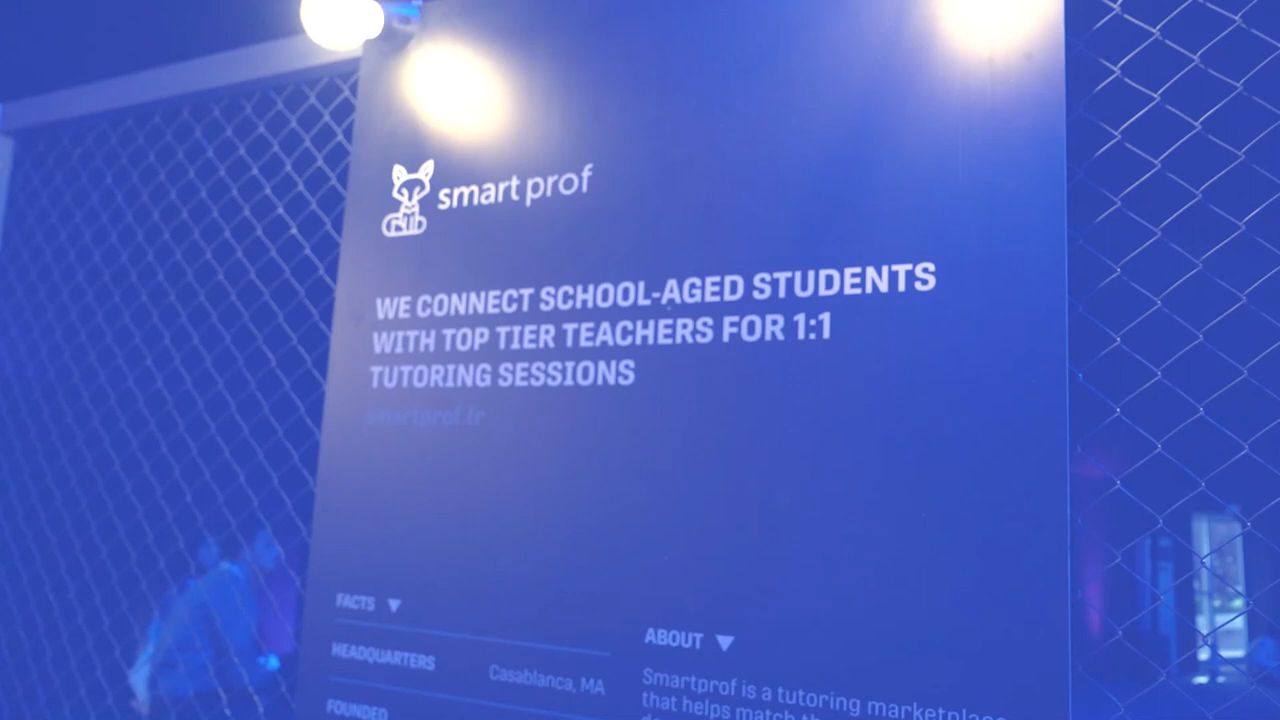 smart prof
WE CONNECT SCHOOL-AGED STUDENTS
WITH TOP TIER TEACHERS FOR 1:1
TUTORING SESSIONS
smartprof.fr
FACTS ▼
HEADQUARTERS Casablanca, MA
FOUNDED
ABOUT ▼
Smartprof is a tutoring marketplace
that helps match